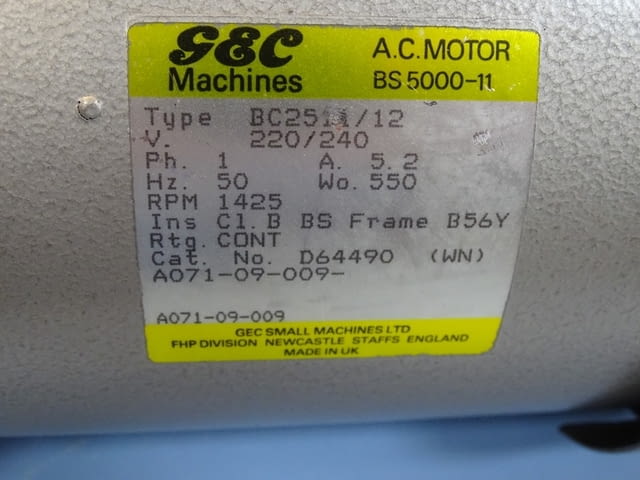 GEC
Machines
A.C. MOTOR
BS 5000-11
Type BC2511/12
V. 220/240
Ph. 1 A. 5.2
Hz. 50 Wo. 550
RPM 1425
Ins Cl. B BS Frame B56Y
Rtg. CONT
Cat. No. D64490 (WN)
A071-09-009-
A071-09-009
GEC SMALL MACHINES LTD
FHP DIVISION NEWCASTLE STAFFS ENGLAND
MADE IN UK